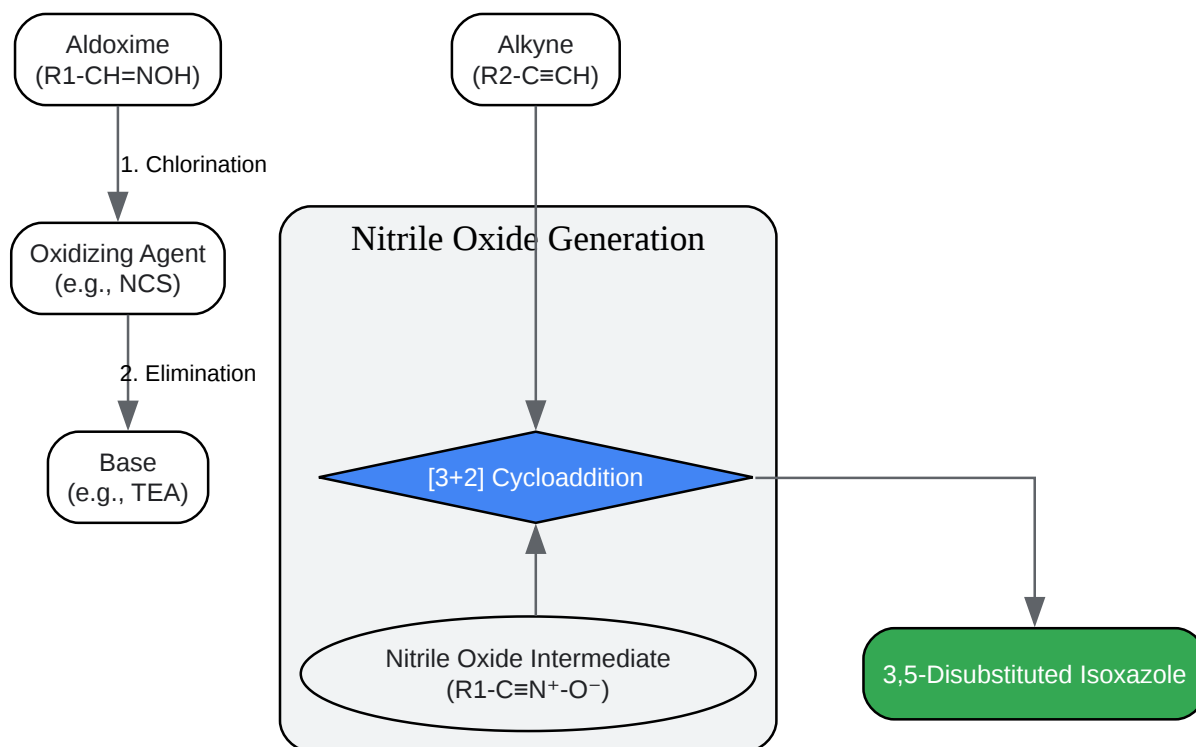 Aldoxime
(R1-CH=NOH)
Alkyne
(R2-C≡CH)
1. Chlorination
Oxidizing Agent
(e.g., NCS)
Nitrile Oxide Generation
2. Elimination
Base
(e.g., TEA)
[3+2] Cycloaddition
Nitrile Oxide Intermediate
(R1-C≡N⁺-O⁻)
3,5-Disubstituted Isoxazole